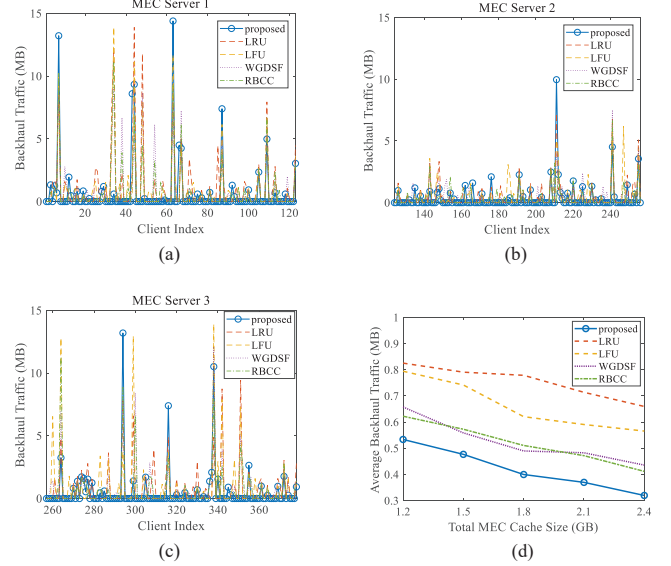 MEC Server 1
Backhaul Traffic (MB)
15
10
5
0
proposed
LRU
LFU
WGDSF
RBCC
20
40
60
80
100
120
Client Index
(a)
MEC Server 2
Backhaul Traffic (MB)
15
10
5
0
proposed
LRU
LFU
WGDSF
RBCC
140
160
180
200
220
240
Client Index
(b)
MEC Server 3
Backhaul Traffic (MB)
15
10
5
0
proposed
LRU
LFU
WGDSF
RBCC
260
280
300
320
340
360
Client Index
(c)
Average Backhaul Traffic (MB)
1
0.9
0.8
0.7
0.6
0.5
0.4
0.3
proposed
LRU
LFU
WGDSF
RBCC
1.2
1.5
1.8
2.1
2.4
Total MEC Cache Size (GB)
(d)